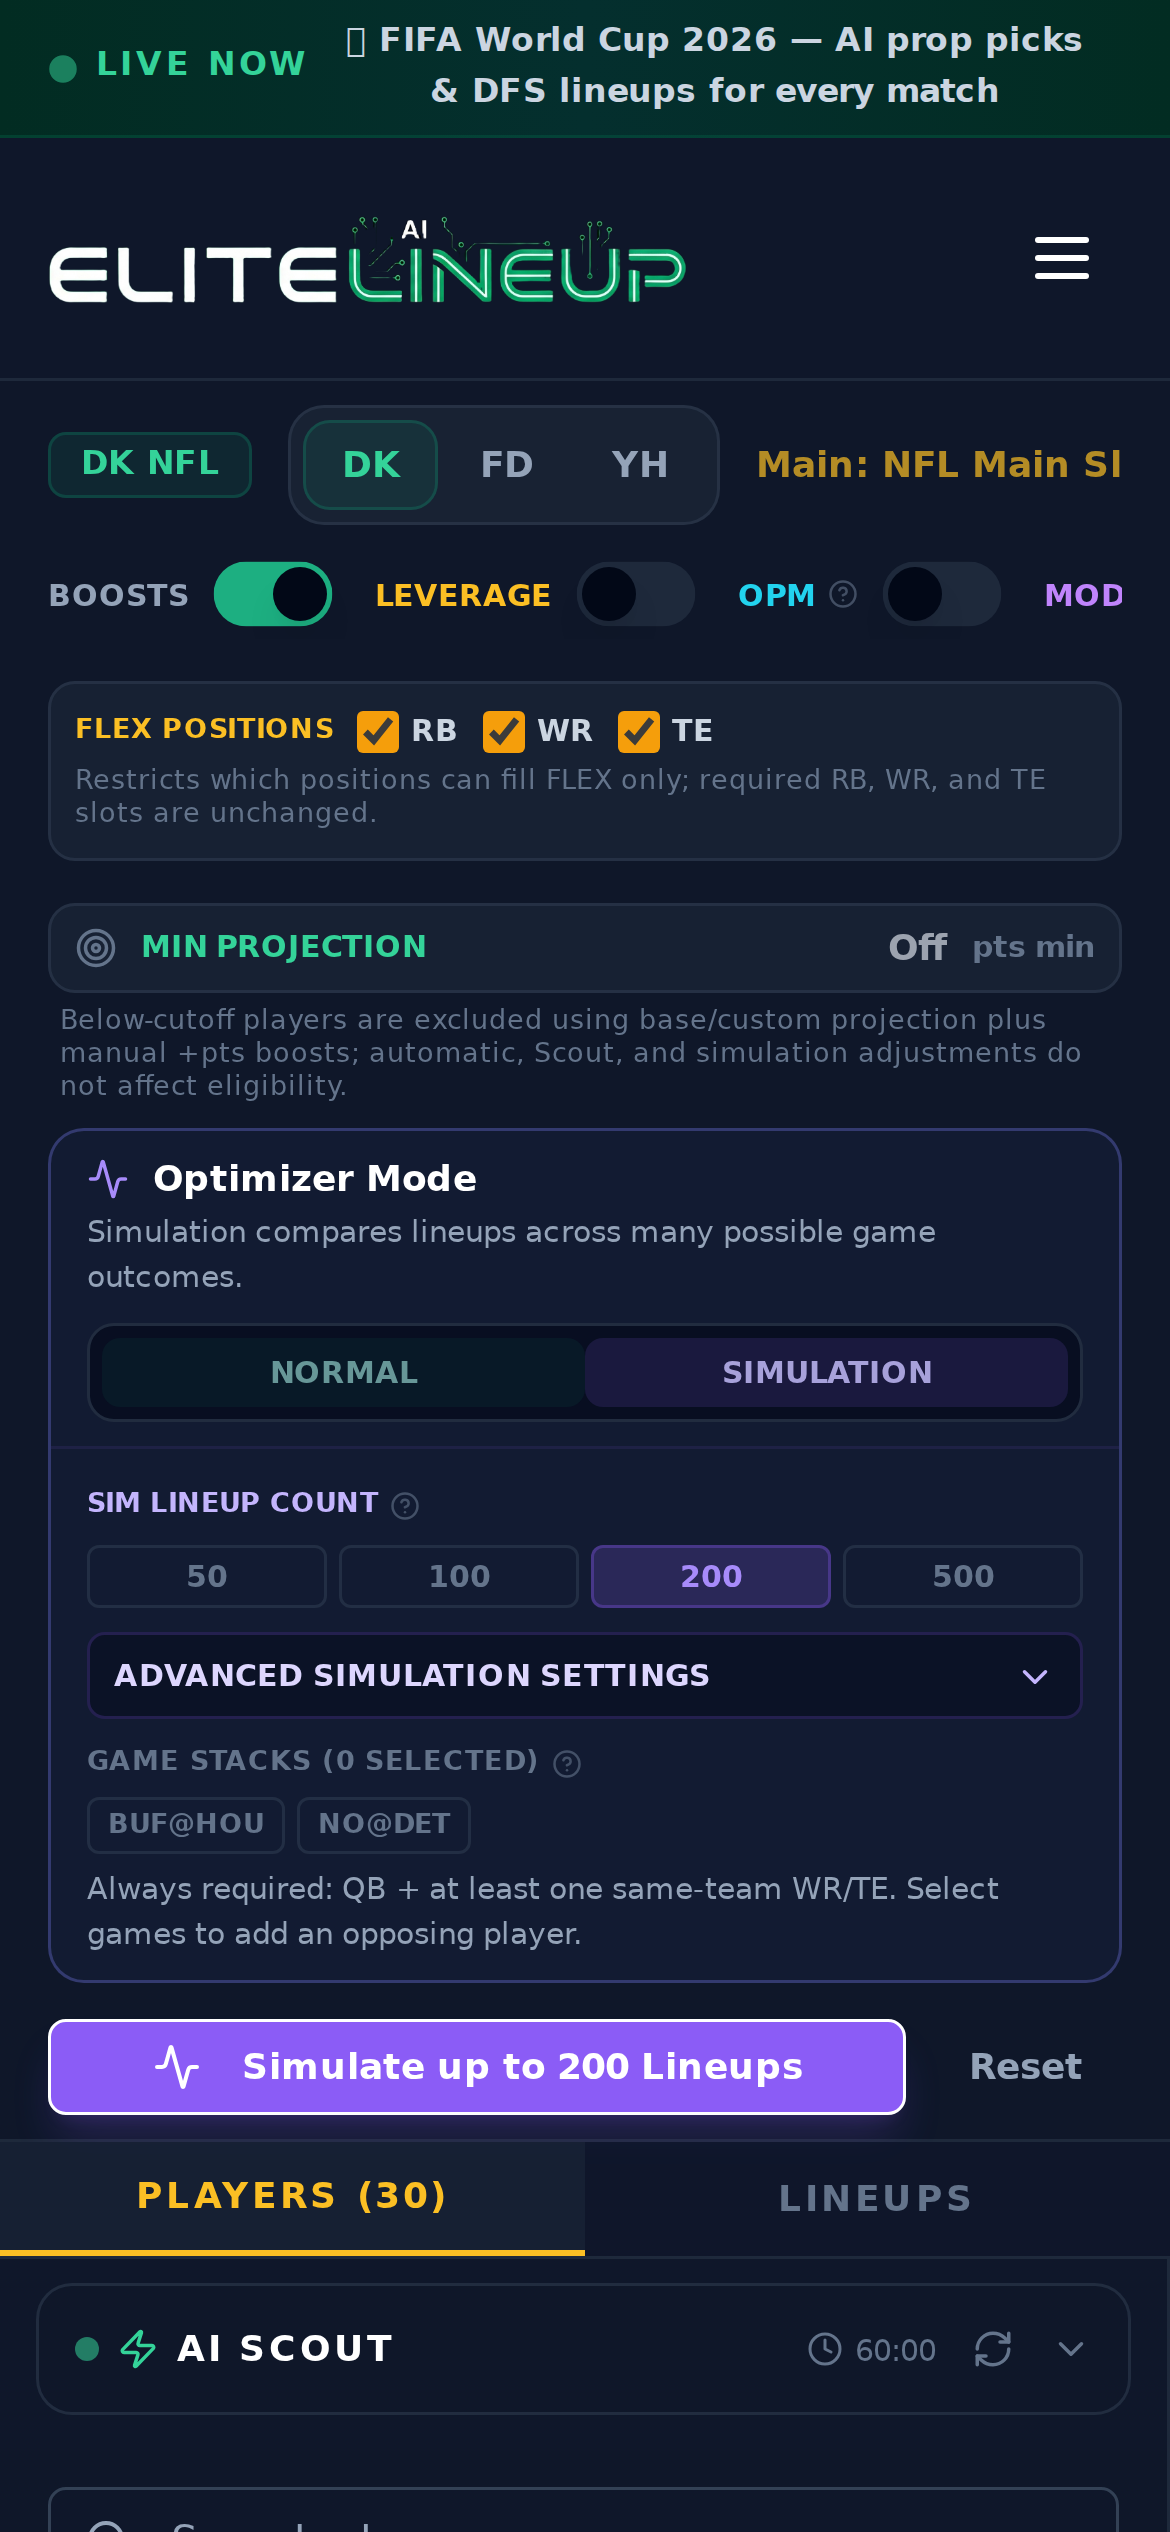 LIVE NOW
FIFA World Cup 2026 — AI prop picks
& DFS lineups for every match
ELITE LINEUP AI
DK NFL
DK FD YH
Main: NFL Main Sl
BOOSTS LEVERAGE OPM MOD
FLEX POSITIONS RB WR TE
Restricts which positions can fill FLEX only; required RB, WR, and TE
slots are unchanged.
MIN PROJECTION Off pts min
Below-cutoff players are excluded using base/custom projection plus
manual +pts boosts; automatic, Scout, and simulation adjustments do
not affect eligibility.
Optimizer Mode
Simulation compares lineups across many possible game
outcomes.
NORMAL SIMULATION
SIM LINEUP COUNT
50 100 200 500
ADVANCED SIMULATION SETTINGS
GAME STACKS (0 SELECTED)
BUF@HOU NO@DET
Always required: QB + at least one same-team WR/TE. Select
games to add an opposing player.
Simulate up to 200 Lineups Reset
PLAYERS (30) LINEUPS
AI SCOUT 60:00